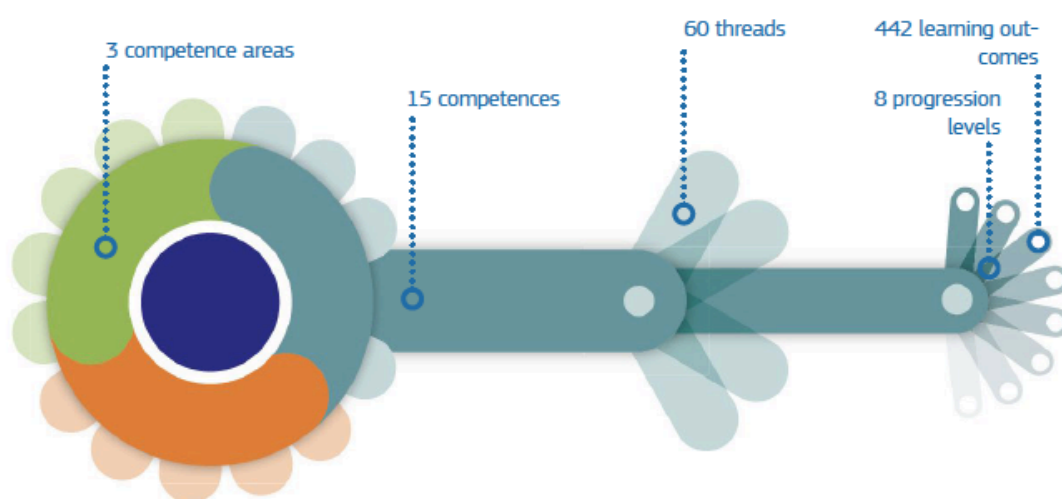 3 competence areas
15 competences
60 threads
442 learning out-
comes
8 progression
levels